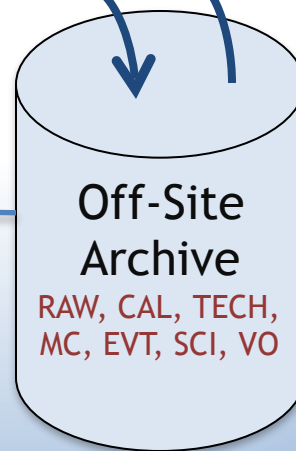 Off-Site
Archive
RAW, CAL, TECH,
MC, EVT, SCI, VO